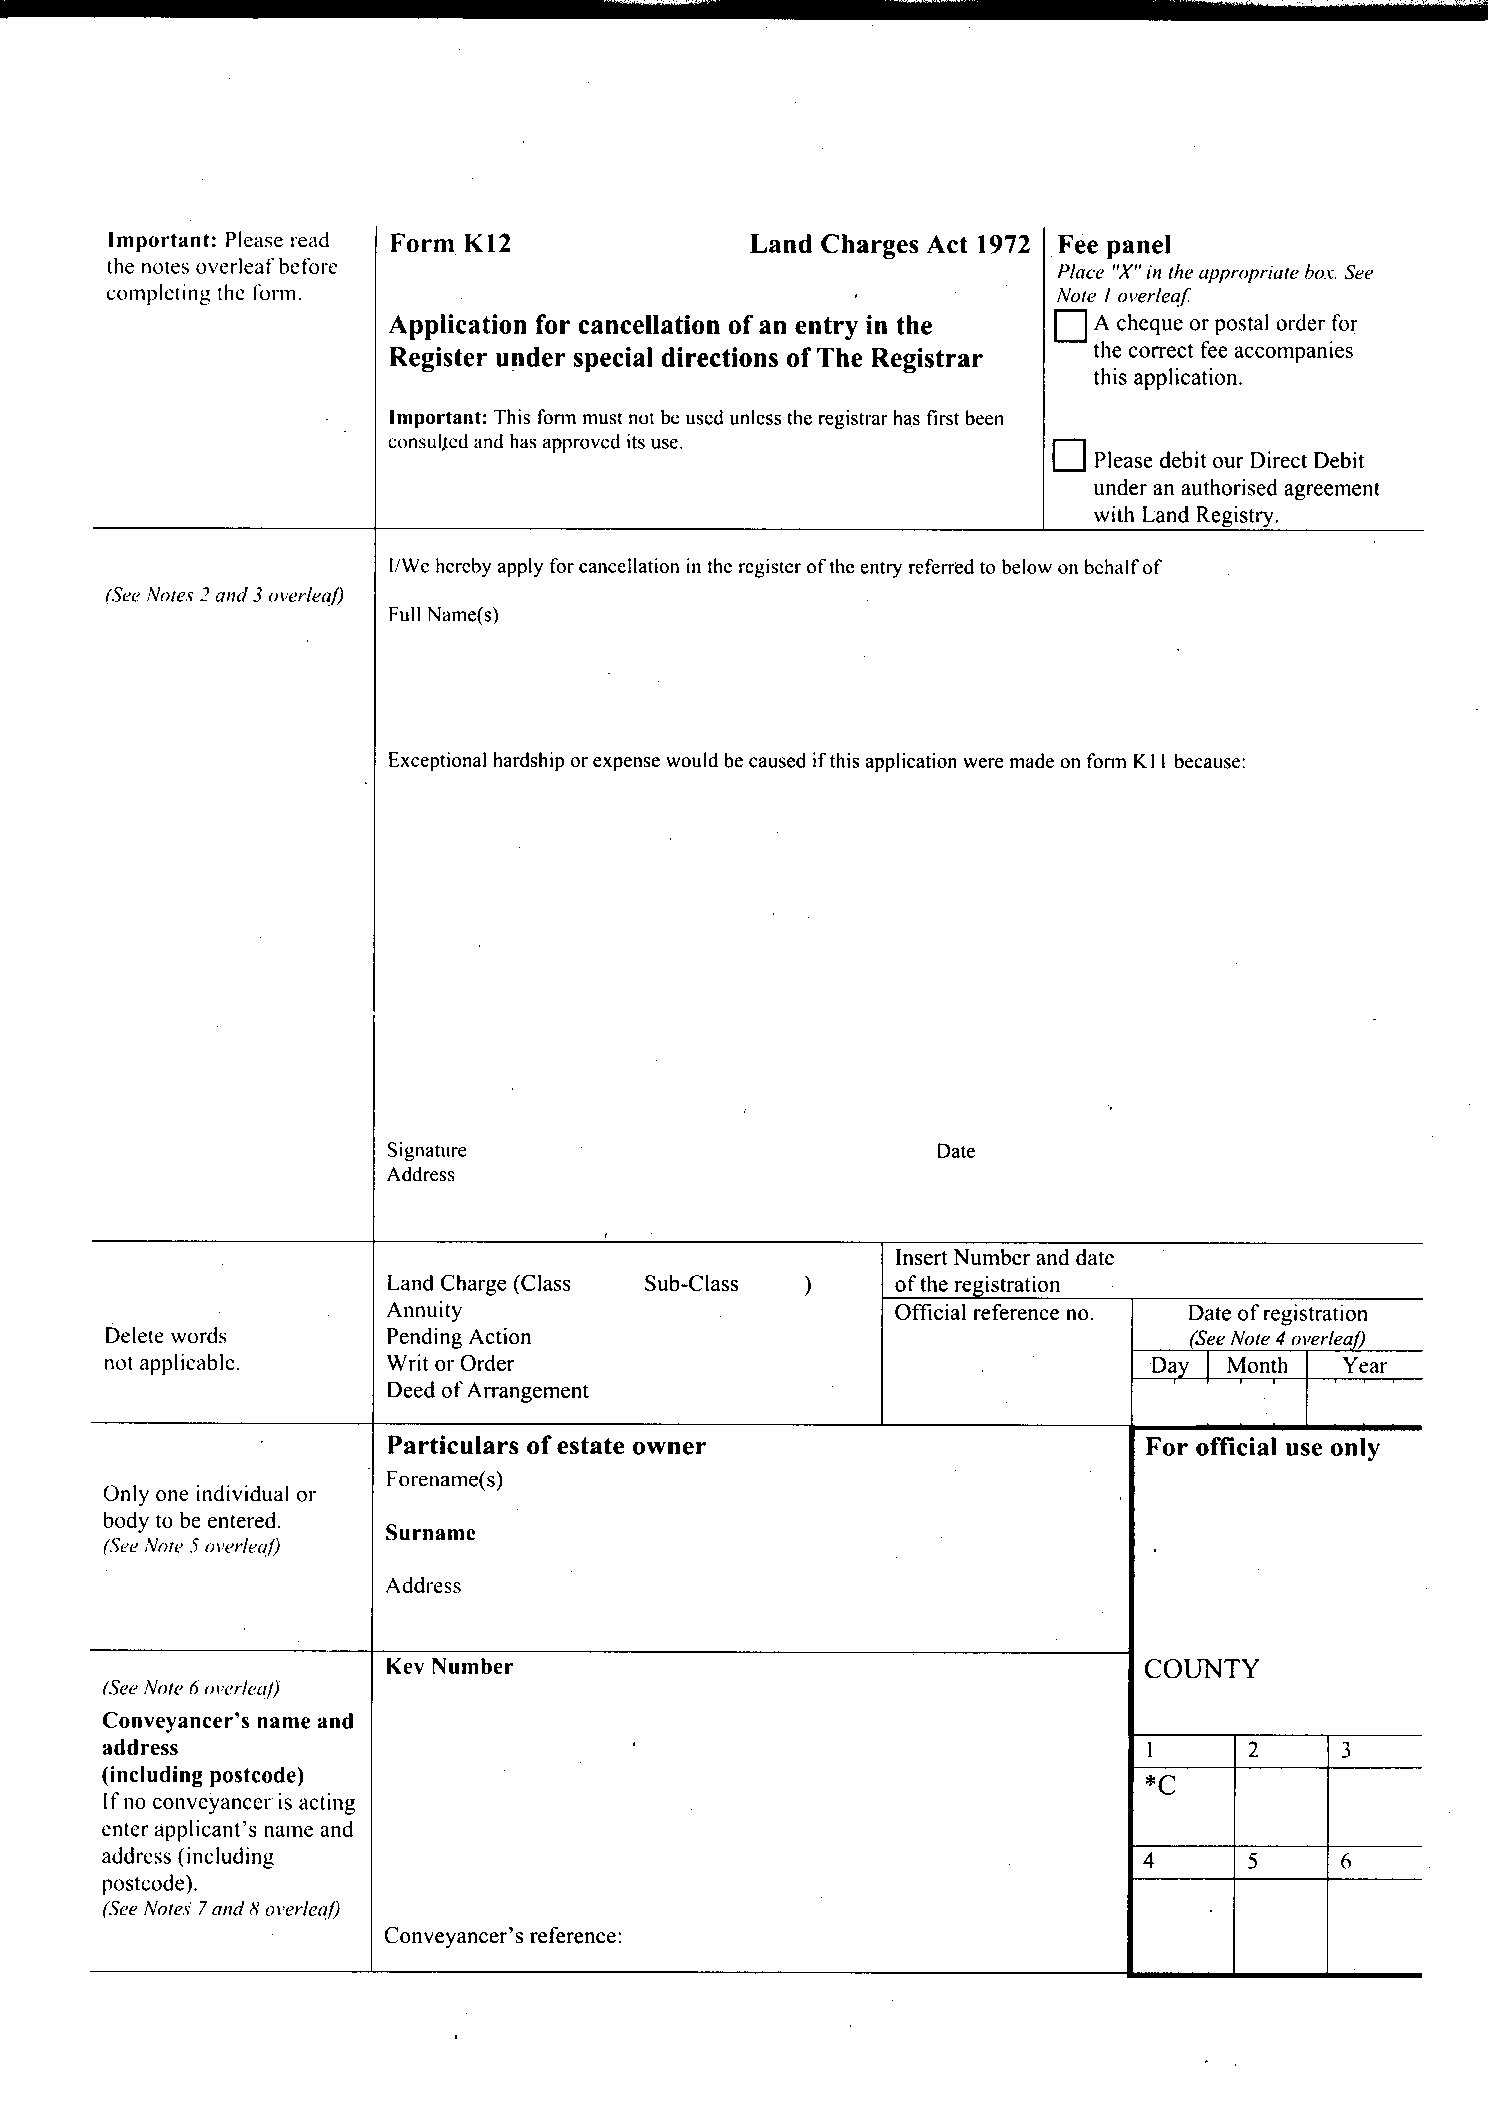 Important: Please read
the notes overleaf before
completing the form.
Form K12
Land Charges Act 1972
Application for cancellation of an entry in the
Register under special directions of The Registrar
Important: This form must not be used unless the registrar has first been
consulted and has approved its use.
Fee panel
Place "X" in the appropriate box. See
Note 1 overleaf.
A cheque or postal order for
the correct fee accompanies
this application.
Please debit our Direct Debit
under an authorised agreement
with Land Registry.
(See Notes 2 and 3 overleaf)
I/We hereby apply for cancellation in the register of the entry referred to below on behalf of
Full Name(s)
Exceptional hardship or expense would be caused if this application were made on form K11 because:
Signature
Date
Address
Delete words
not applicable.
Land Charge (Class Sub-Class )
Annuity
Pending Action
Writ or Order
Deed of Arrangement
Insert Number and date
of the registration
Official reference no.
Date of registration
(See Note 4 overleaf)
Day Month Year
Only one individual or
body to be entered.
(See Note 5 overleaf)
Particulars of estate owner
Forename(s)
Surname
Address
For official use only
(See Note 6 overleaf)
Conveyancer's name and
address
(including postcode)
If no conveyancer is acting
enter applicant's name and
address (including
postcode).
(See Notes 7 and 8 overleaf)
Kev Number
Conveyancer's reference:
COUNTY
1 2 3
*C
4 5 6